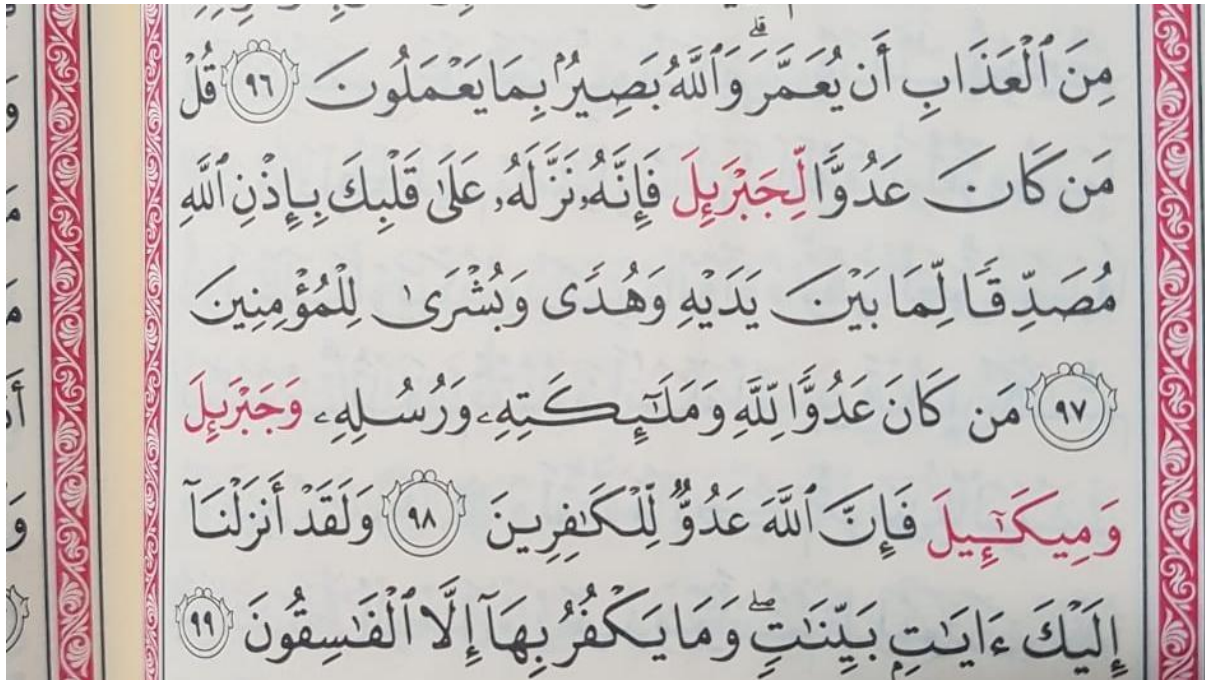 مِنَ ٱلْعَذَابِ أَن يُعَمَّرَ ۗ وَٱللَّهُ بَصِيرٌۢ بِمَا يَعْمَلُونَ ٩٦ قُلْ
مَن كَانَ عَدُوًّا لِّجَبْرَئِلَ فَإِنَّهُۥ نَزَّلَهُۥ عَلَىٰ قَلْبِكَ بِإِذْنِ ٱللَّهِ
مُصَدِّقًا لِّمَا بَيْنَ يَدَيْهِ وَهُدًى وَبُشْرَىٰ لِلْمُؤْمِنِينَ
٩٧ مَن كَانَ عَدُوًّا لِّلَّهِ وَمَلَـٰٓئِكَتِهِۦ وَرُسُلِهِۦ وَجَبْرَئِلَ
وَمِيكَـٰٓئِيلَ فَإِنَّ ٱللَّهَ عَدُوٌّ لِّلْكَـٰفِرِينَ ٩٨ وَلَقَدْ أَنزَلْنَآ
إِلَيْكَ ءَايَـٰتٍۭ بَيِّنَـٰتٍ ۖ وَمَا يَكْفُرُ بِهَآ إِلَّا ٱلْفَـٰسِقُونَ ٩٩